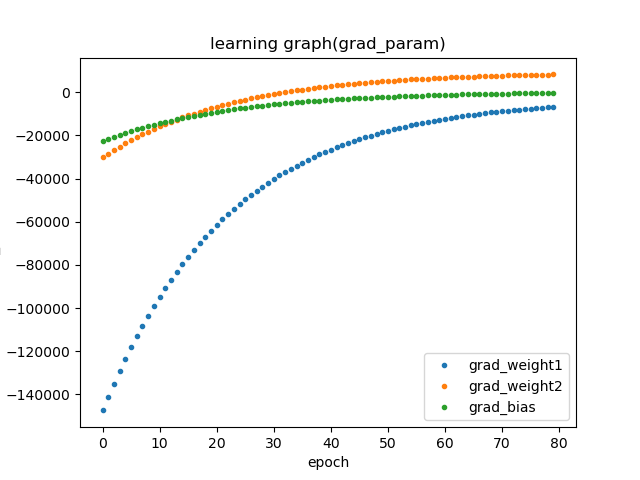 learning graph(grad_param)
0
−20000
−40000
−60000
−80000
−100000
−120000
−140000
grad_weight1
grad_weight2
grad_bias
0 10 20 30 40 50 60 70 80
epoch